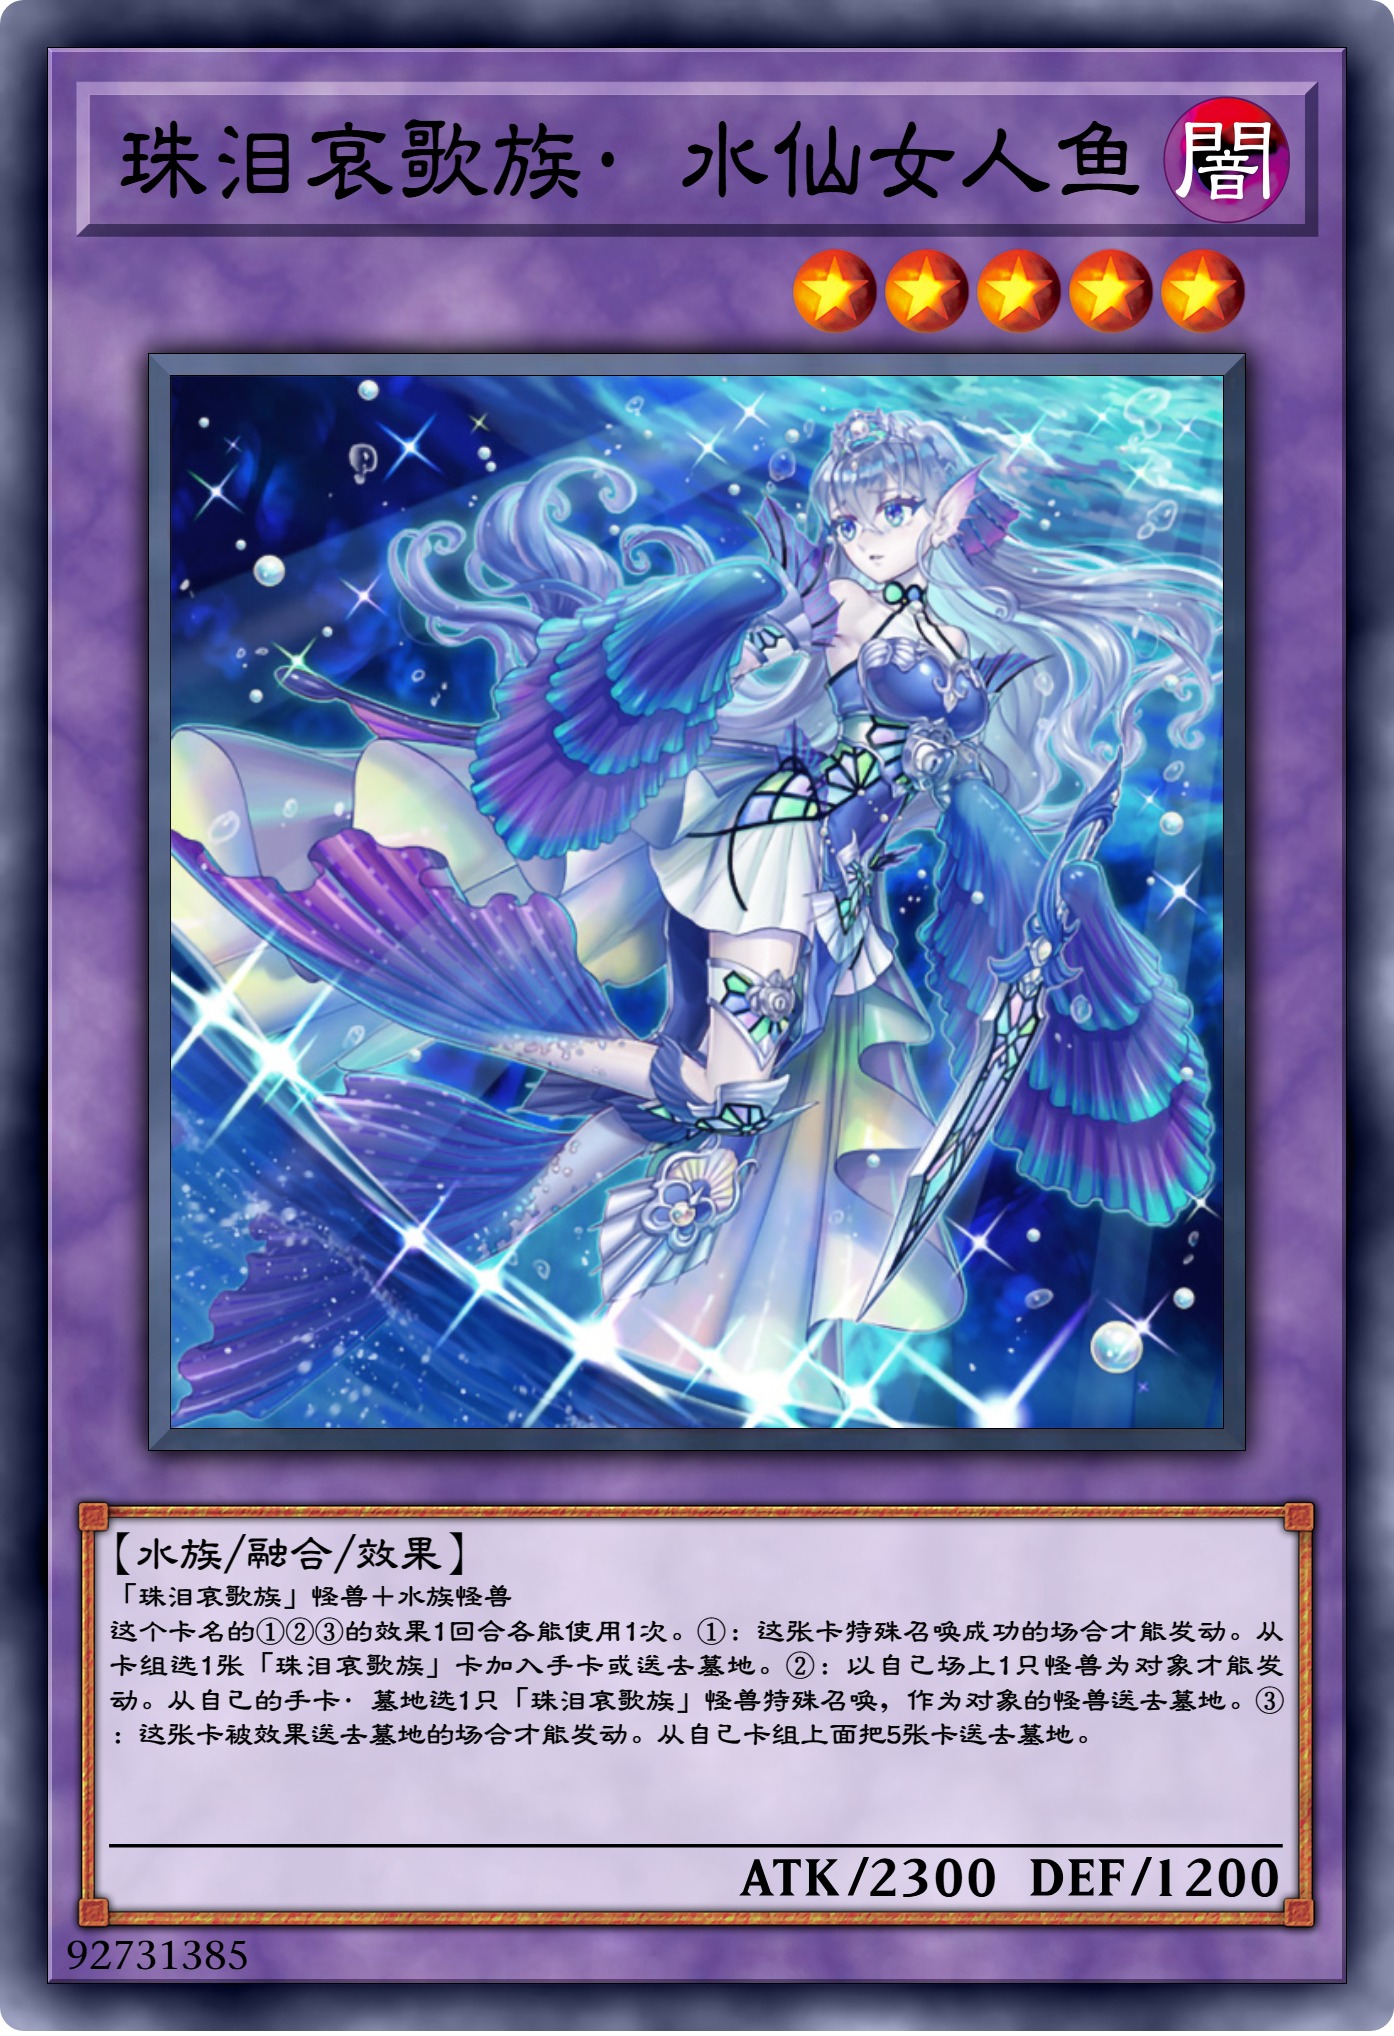 珠泪哀歌族·水仙女人鱼
闇
【水族/融合/效果】
「珠泪哀歌族」怪兽＋水族怪兽
这个卡名的①②③的效果1回合各能使用1次。①：这张卡特殊召唤成功的场合才能发动。从
卡组选1张「珠泪哀歌族」卡加入手卡或送去墓地。②：以自己场上1只怪兽为对象才能发
动。从自己的手卡·墓地选1只「珠泪哀歌族」怪兽特殊召唤，作为对象的怪兽送去墓地。③
：这张卡被效果送去墓地的场合才能发动。从自己卡组上面把5张卡送去墓地。
ATK/2300 DEF/1200
92731385